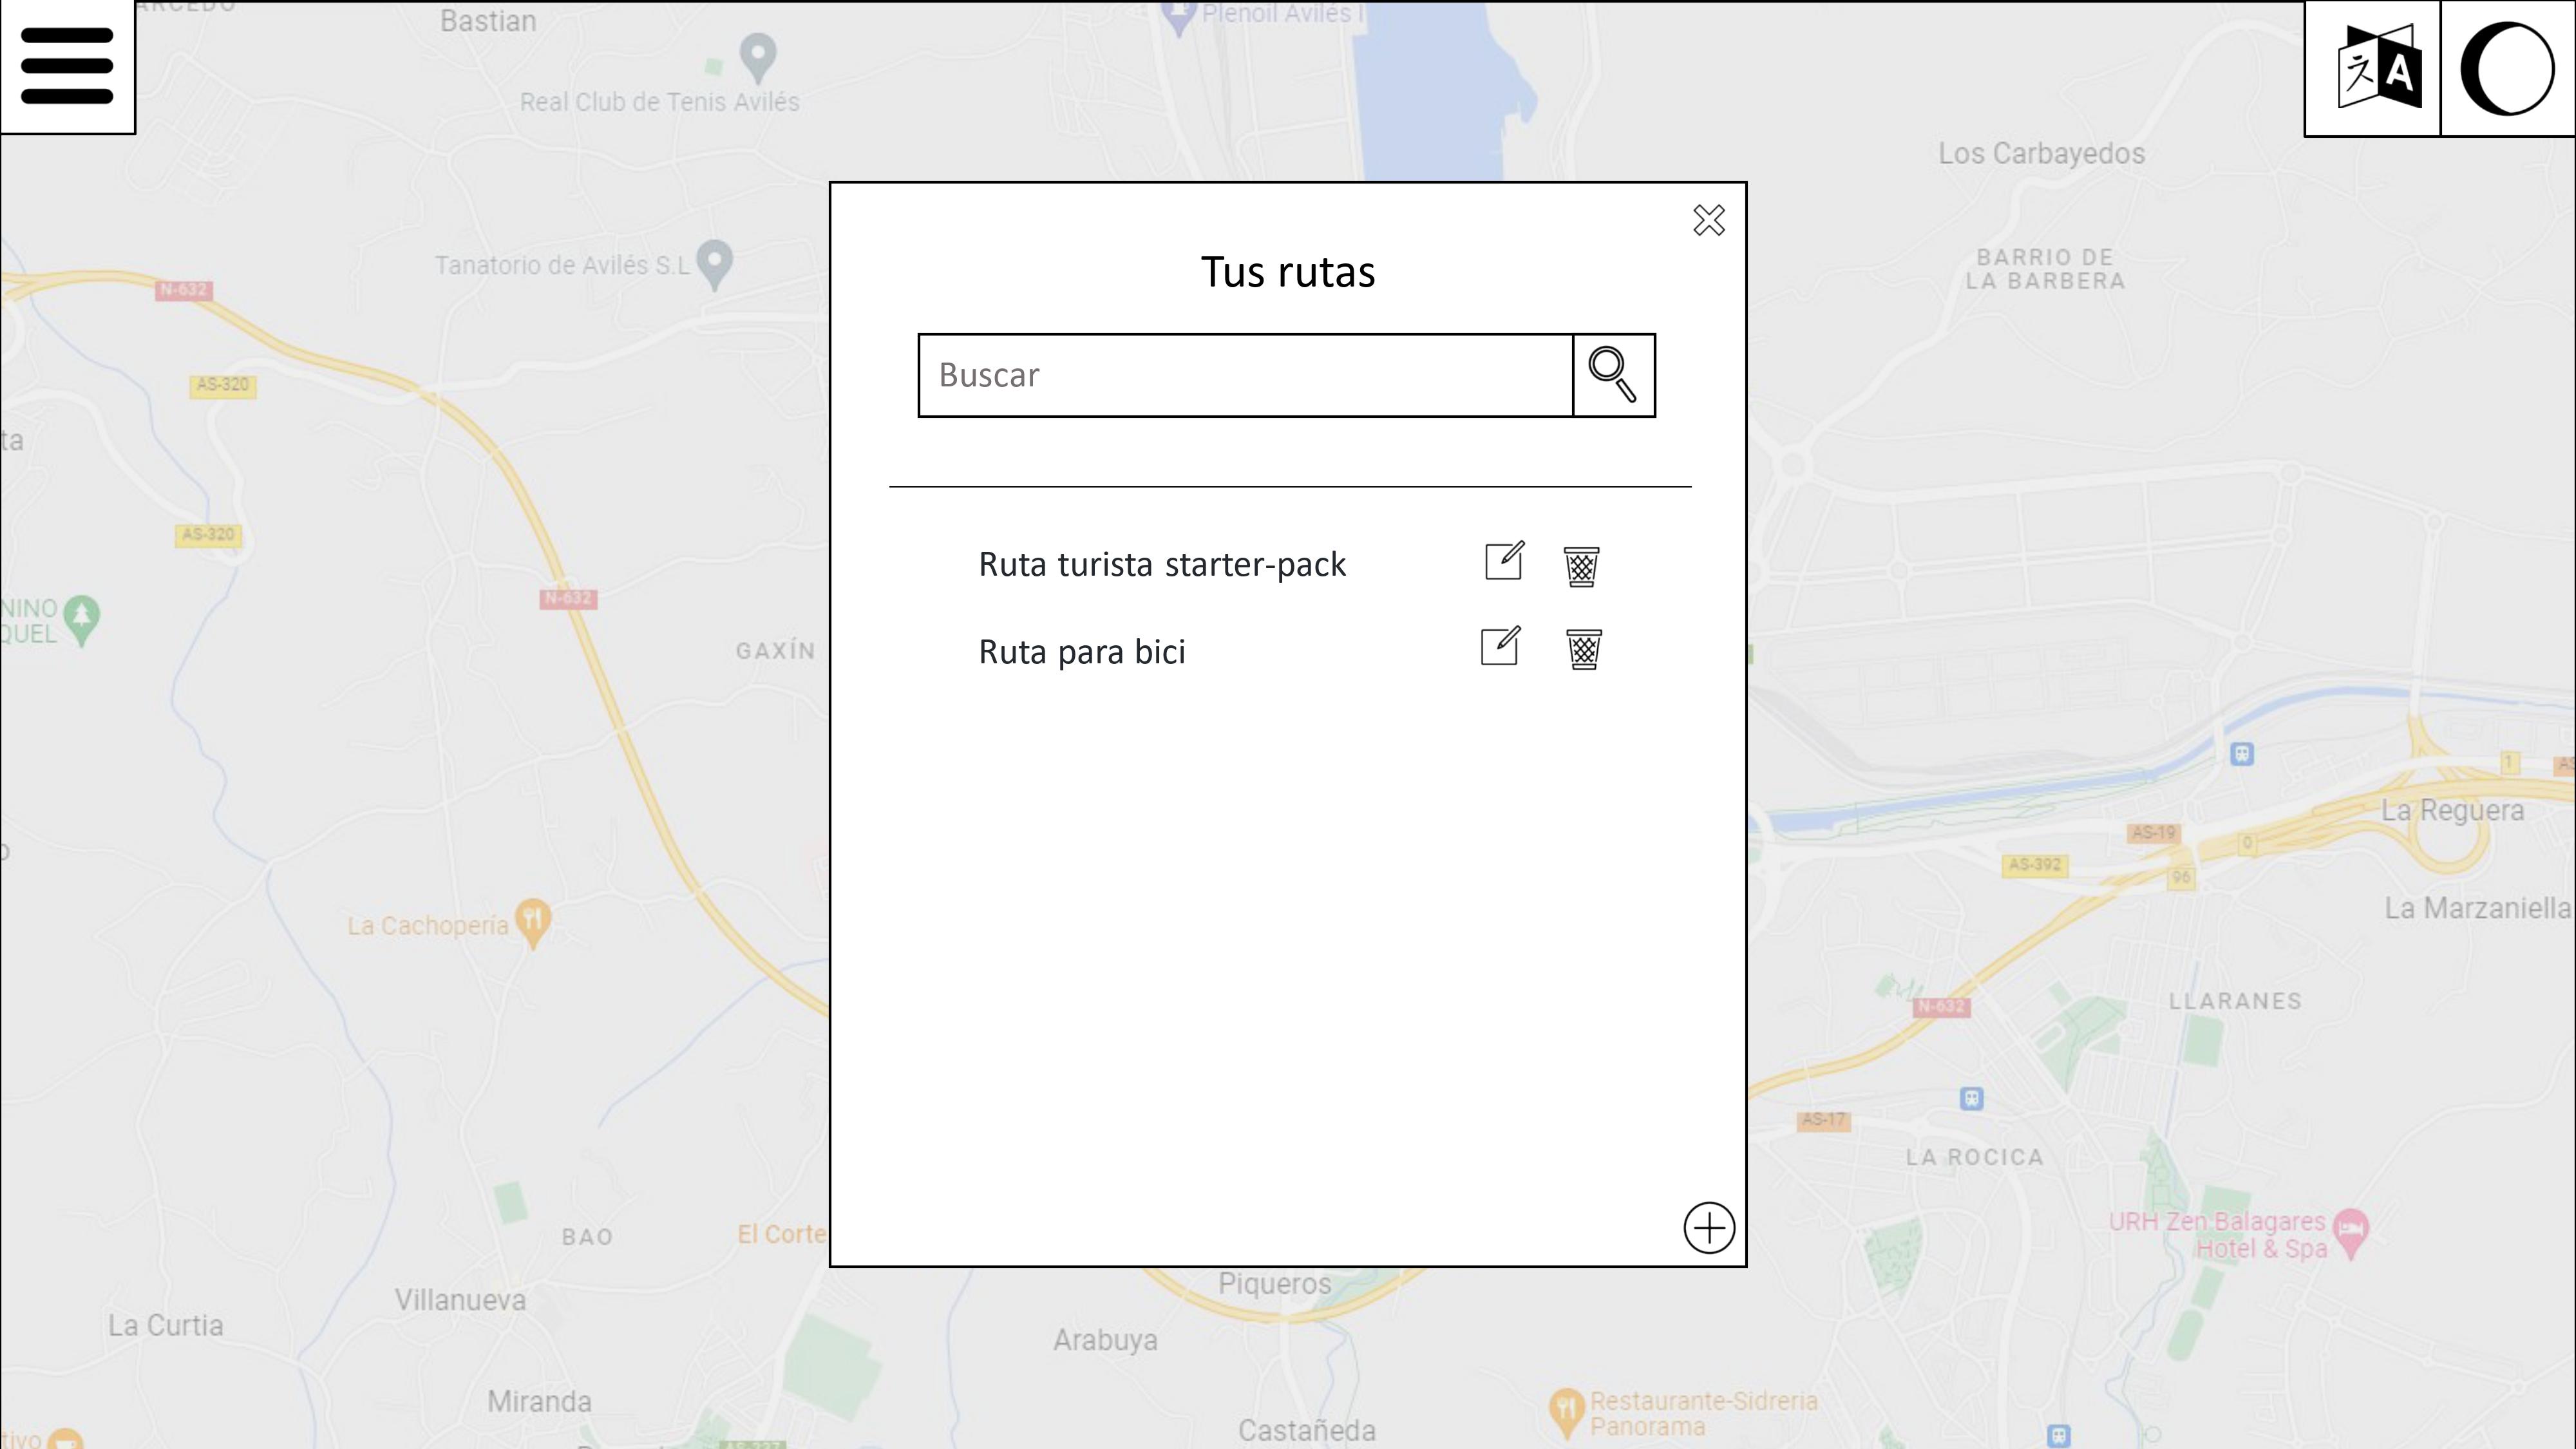 Bastian
Plenoil Avilés
Real Club de Tenis Avilés
Los Carbayedos
Tanatorio de Avilés S.L
BARRIO DE
LA BARBERA
N-632
AS-320
AS-320
N-632
GAXÍN
La Cachopería
BAO
El Corte
Villanueva
La Curtia
Miranda
Tus rutas
Buscar
Ruta turista starter-pack
Ruta para bici
Piqueros
Arabuya
Castañeda
Restaurante-Sidreria
Panorama
1
La Reguera
AS-19
0
AS-392
96
La Marzaniella
N-632
LLARANES
AS-17
LA ROCICA
URH Zen Balagares
Hotel & Spa
A